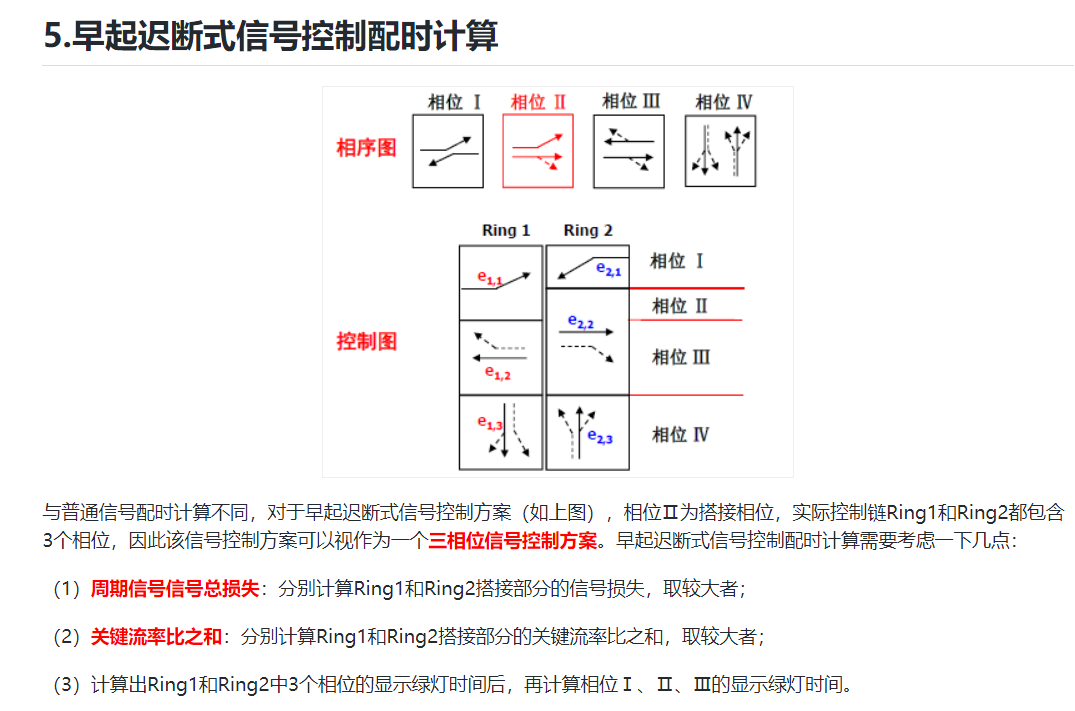 5.早起迟断式信号控制配时计算
相位 Ⅰ 相位 Ⅱ 相位 Ⅲ 相位 Ⅳ
相序图
Ring 1 Ring 2
e1,1 e2,1 相位 Ⅰ
e2,2 相位 Ⅱ
控制图 e1,2 相位 Ⅲ
e1,3 e2,3 相位 Ⅳ
与普通信号配时计算不同，对于早起迟断式信号控制方案（如上图），相位Ⅱ为搭接相位，实际控制链Ring1和Ring2都包含
3个相位，因此该信号控制方案可以视作为一个三相位信号控制方案。早起迟断式信号控制配时计算需要考虑一下几点：
（1）周期信号信号总损失：分别计算Ring1和Ring2搭接部分的信号损失，取较大者；
（2）关键流率比之和：分别计算Ring1和Ring2搭接部分的关键流率比之和，取较大者；
（3）计算出Ring1和Ring2中3个相位的显示绿灯时间后，再计算相位Ⅰ、Ⅱ、Ⅲ的显示绿灯时间。